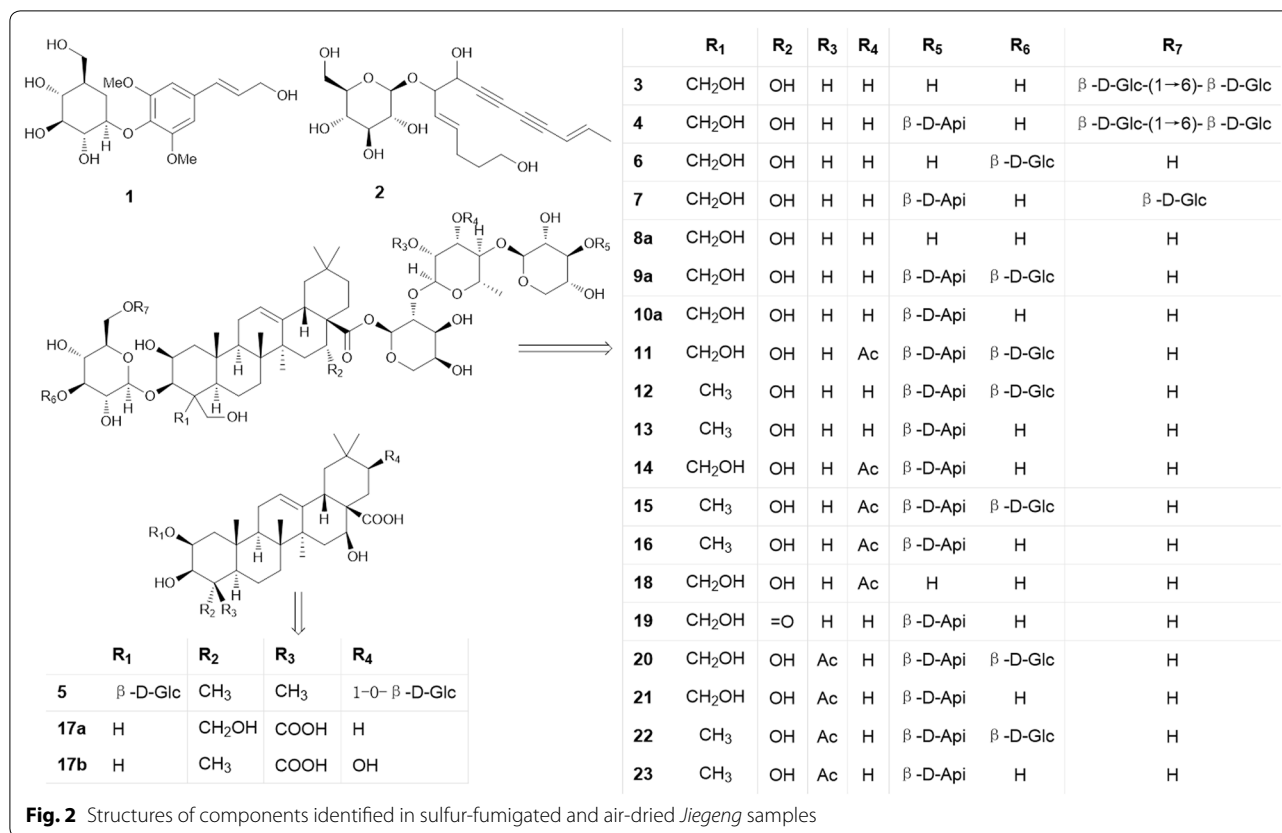 HO
HO
HO
HO
OH
O
MeO
OMe
OH
1
HO
HO
HO
OH
OH
O
O
OH
OH
2
OR7
HO
HO
R6O
OH
O
O
H
R1
OH
H
H
R2
O
O
R3O
OR4
H
H
O
O
O
OH
OR5
OH
O
OH
OH
O
R1O
HO
R2
R3
H
H
OH
COOH
R4
R1 R2 R3 R4
5 β-D-Glc CH3 CH3 1-O-β-D-Glc
17a H CH2OH COOH H
17b H CH3 COOH OH
R1 R2 R3 R4 R5 R6 R7
3 CH2OH OH H H H H β-D-Glc-(1→6)-β-D-Glc
4 CH2OH OH H H β-D-Api H β-D-Glc-(1→6)-β-D-Glc
6 CH2OH OH H H H β-D-Glc H
7 CH2OH OH H H β-D-Api H β-D-Glc
8a CH2OH OH H H H H H
9a CH2OH OH H H β-D-Api β-D-Glc H
10a CH2OH OH H H β-D-Api H H
11 CH2OH OH H Ac β-D-Api β-D-Glc H
12 CH3 OH H H β-D-Api β-D-Glc H
13 CH3 OH H H β-D-Api H H
14 CH2OH OH H Ac β-D-Api H H
15 CH3 OH H Ac β-D-Api β-D-Glc H
16 CH3 OH H Ac β-D-Api H H
18 CH2OH OH H Ac H H H
19 CH2OH =O H H β-D-Api H H
20 CH2OH OH Ac H β-D-Api β-D-Glc H
21 CH2OH OH Ac H β-D-Api H H
22 CH3 OH Ac H β-D-Api β-D-Glc H
23 CH3 OH Ac H β-D-Api H H
Fig. 2 Structures of components identified in sulfur-fumigated and air-dried Jiegeng samples